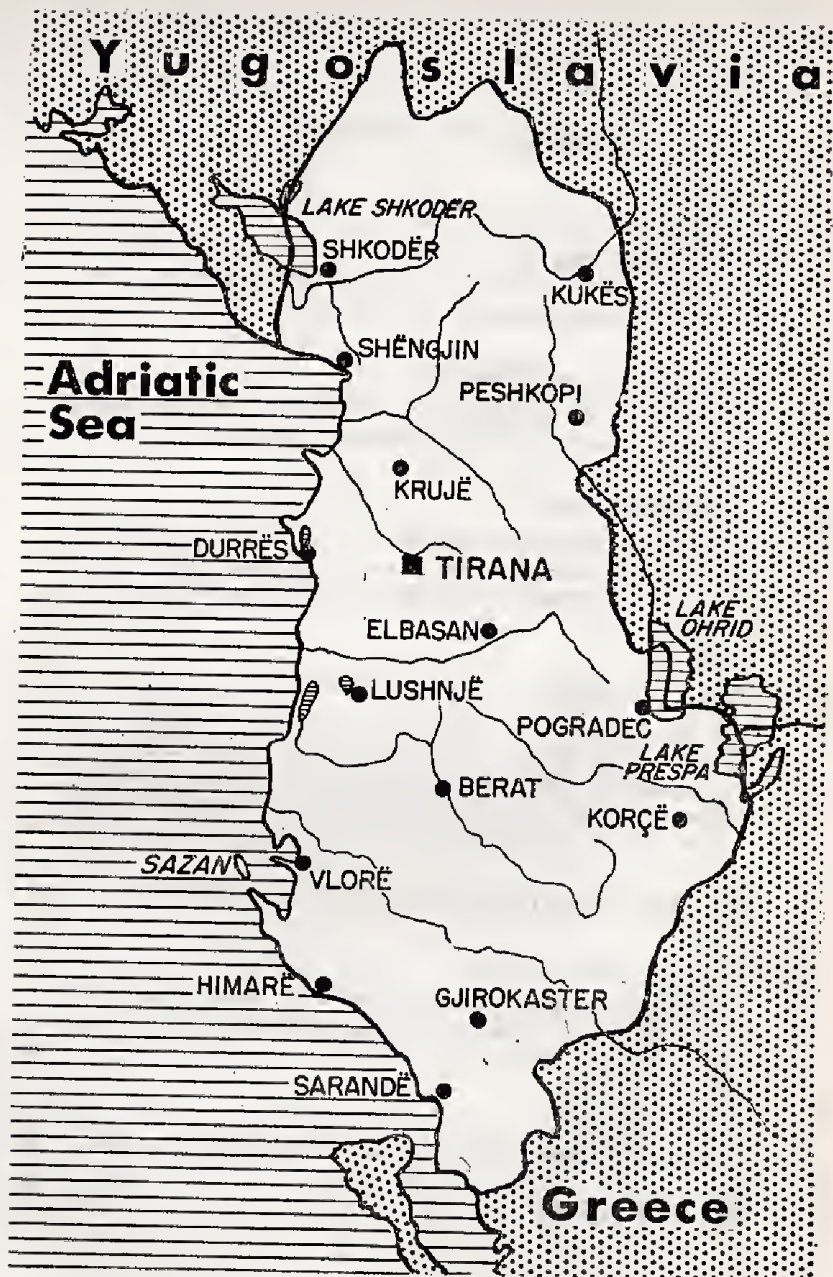 Yugoslavia
LAKE SHKODËR
SHKODËR
KUKËS
SHËNGJIN
Adriatic
Sea
PESHKOPI
KRUJË
DURRËS
TIRANA
LAKE
OHRID
ELBASAN
LUSHNJË
POGRADEC
LAKE
PRESPA
BERAT
KORÇË
SAZAN
VLORË
HIMARË
GJIROKASTER
SARANDË
Greece